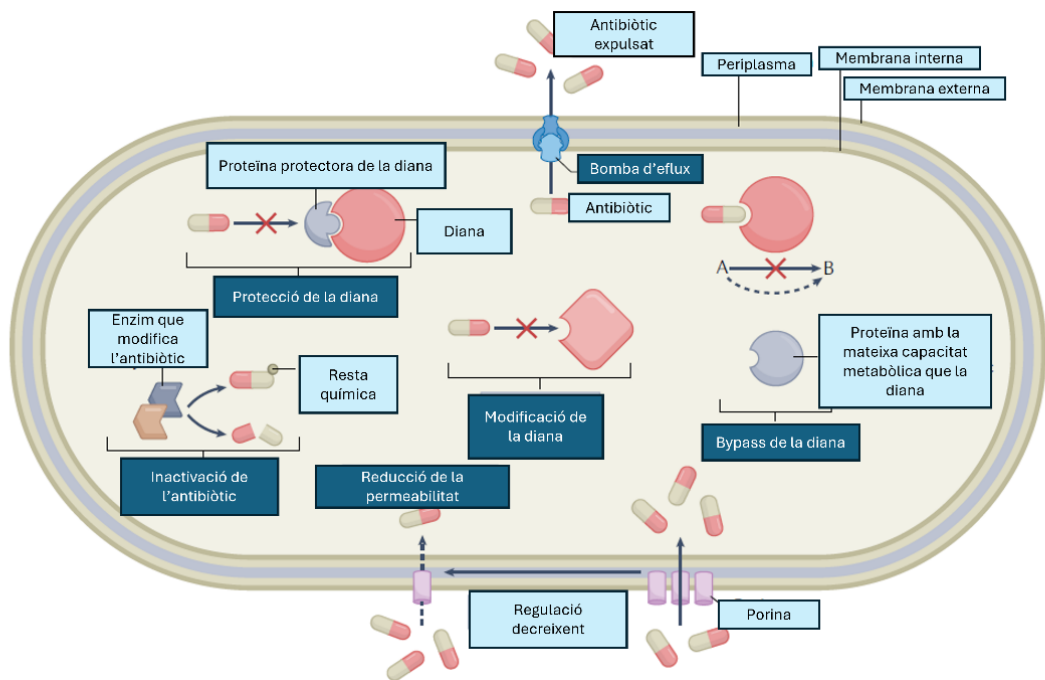 Antibiòtic
expulsat
Periplasma
Membrana interna
Membrana externa
Proteïna protectora de la diana
Bomba d’eflux
Antibiòtic
Diana
A
B
Protecció de la diana
Enzim que
modifica
l’antibiòtic
Resta
química
Proteïna amb la
mateixa capacitat
metabòlica que la
diana
Modificació de
la diana
Bypass de la diana
Inactivació de
l’antibiòtic
Reducció de la
permeabilitat
Regulació
decreixent
Porina